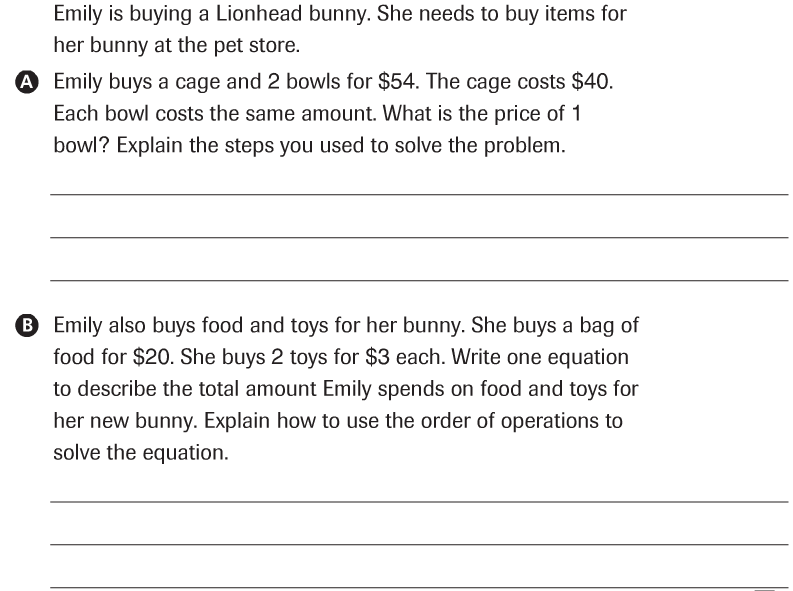 Emily is buying a Lionhead bunny. She needs to buy items for
her bunny at the pet store.
A Emily buys a cage and 2 bowls for $54. The cage costs $40.
Each bowl costs the same amount. What is the price of 1
bowl? Explain the steps you used to solve the problem.
B Emily also buys food and toys for her bunny. She buys a bag of
food for $20. She buys 2 toys for $3 each. Write one equation
to describe the total amount Emily spends on food and toys for
her new bunny. Explain how to use the order of operations to
solve the equation.